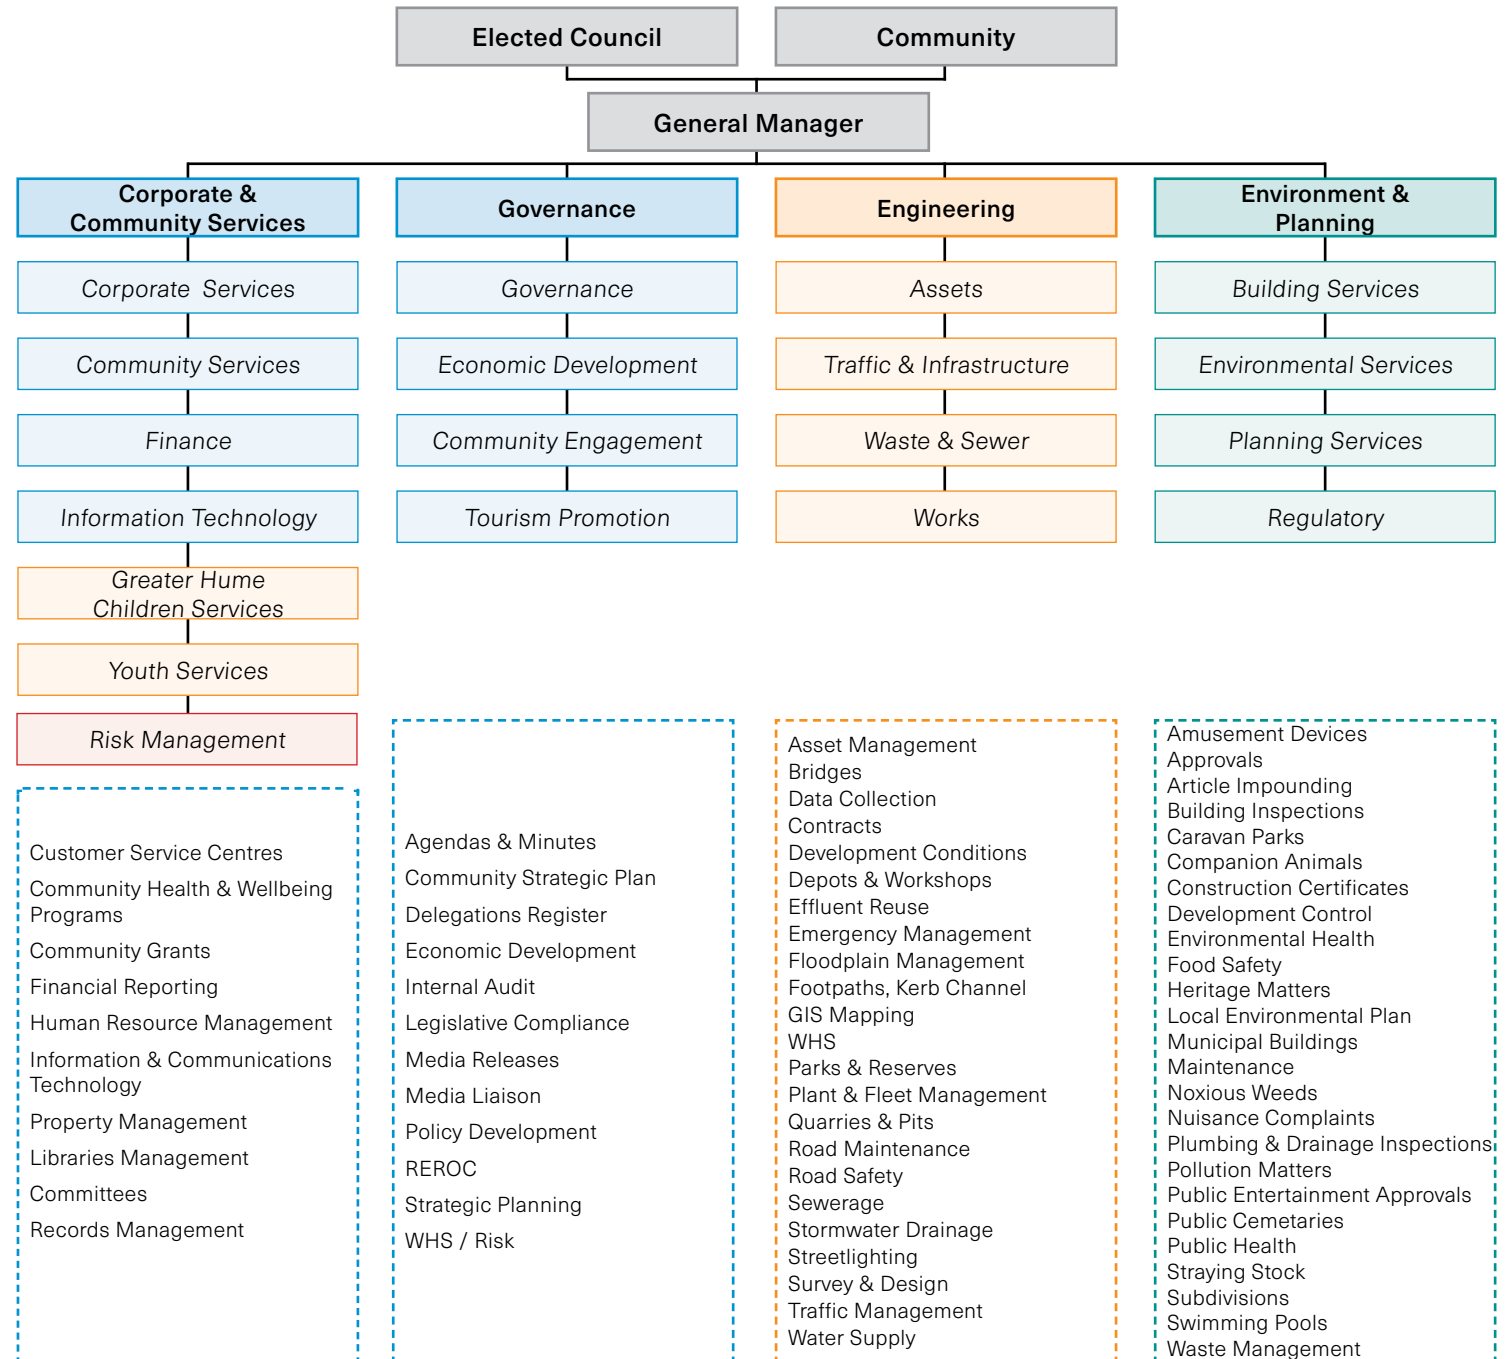 Elected Council
Community
General Manager
Corporate &
Community Services
Governance
Engineering
Environment &
Planning
Corporate Services
Governance
Assets
Building Services
Community Services
Economic Development
Traffic & Infrastructure
Environmental Services
Finance
Community Engagement
Waste & Sewer
Planning Services
Information Technology
Tourism Promotion
Works
Regulatory
Greater Hume
Children Services
Youth Services
Risk Management
Customer Service Centres
Community Health & Wellbeing
Programs
Community Grants
Financial Reporting
Human Resource Management
Information & Communications
Technology
Property Management
Libraries Management
Committees
Records Management
Agendas & Minutes
Community Strategic Plan
Delegations Register
Economic Development
Internal Audit
Legislative Compliance
Media Releases
Media Liaison
Policy Development
REROC
Strategic Planning
WHS / Risk
Asset Management
Bridges
Data Collection
Contracts
Development Conditions
Depots & Workshops
Effluent Reuse
Emergency Management
Floodplain Management
Footpaths, Kerb Channel
GIS Mapping
WHS
Parks & Reserves
Plant & Fleet Management
Quarries & Pits
Road Maintenance
Road Safety
Sewerage
Stormwater Drainage
Streetlighting
Survey & Design
Traffic Management
Water Supply
Amusement Devices
Approvals
Article Impounding
Building Inspections
Caravan Parks
Companion Animals
Construction Certificates
Development Control
Environmental Health
Food Safety
Heritage Matters
Local Environmental Plan
Municipal Buildings
Maintenance
Noxious Weeds
Nuisance Complaints
Plumbing & Drainage Inspections
Pollution Matters
Public Entertainment Approvals
Public Cemetaries
Public Health
Straying Stock
Subdivisions
Swimming Pools
Waste Management